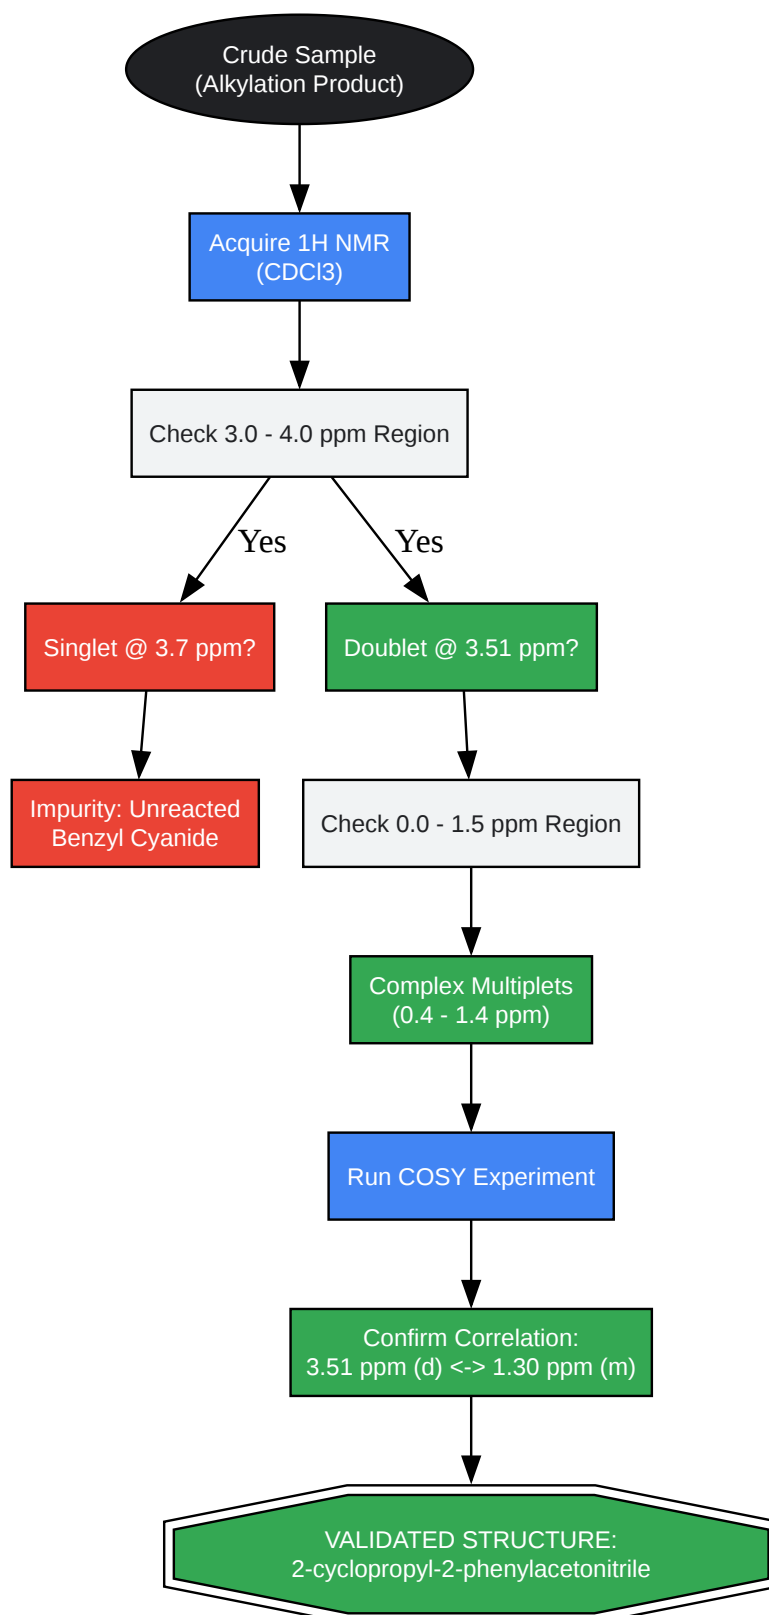 Crude Sample
(Alkylation Product)
Acquire 1H NMR
(CDCl3)
Check 3.0 - 4.0 ppm Region
Yes
Yes
Singlet @ 3.7 ppm?
Doublet @ 3.51 ppm?
Impurity: Unreacted
Benzyl Cyanide
Check 0.0 - 1.5 ppm Region
Complex Multiplets
(0.4 - 1.4 ppm)
Run COSY Experiment
Confirm Correlation:
3.51 ppm (d) <-> 1.30 ppm (m)
VALIDATED STRUCTURE:
2-cyclopropyl-2-phenylacetonitrile